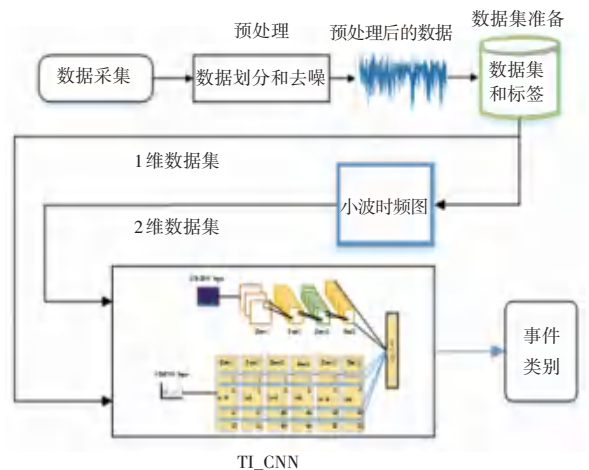 数据集准备
预处理
预处理后的数据
数据采集
数据划分和去噪
数据集
和标签
1维数据集
小波时频图
2维数据集
事件
类别
TI_CNN